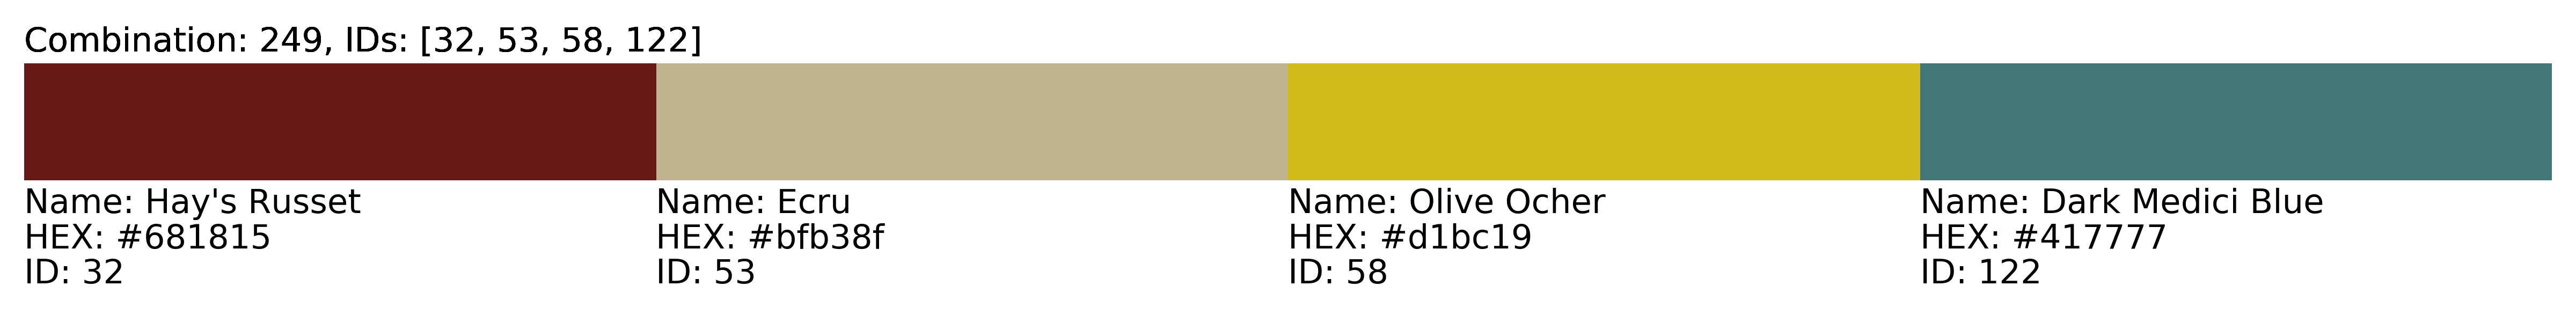 Combination: 249, IDs: [32, 53, 58, 122]
Name: Hay's Russet
HEX: #681815
ID: 32
Name: Ecru
HEX: #bfb38f
ID: 53
Name: Olive Ocher
HEX: #d1bc19
ID: 58
Name: Dark Medici Blue
HEX: #417777
ID: 122